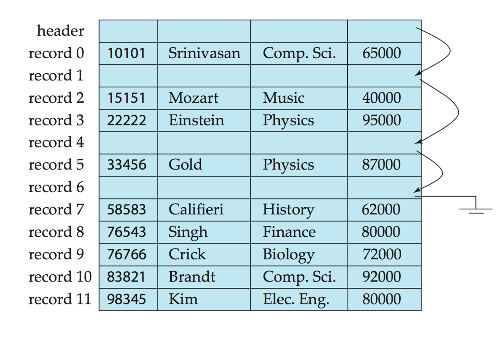 header
record 0 10101 Srinivasan Comp. Sci. 65000
record 1
record 2 15151 Mozart Music 40000
record 3 22222 Einstein Physics 95000
record 4
record 5 33456 Gold Physics 87000
record 6
record 7 58583 Califieri History 62000
record 8 76543 Singh Finance 80000
record 9 76766 Crick Biology 72000
record 10 83821 Brandt Comp. Sci. 92000
record 11 98345 Kim Elec. Eng. 80000